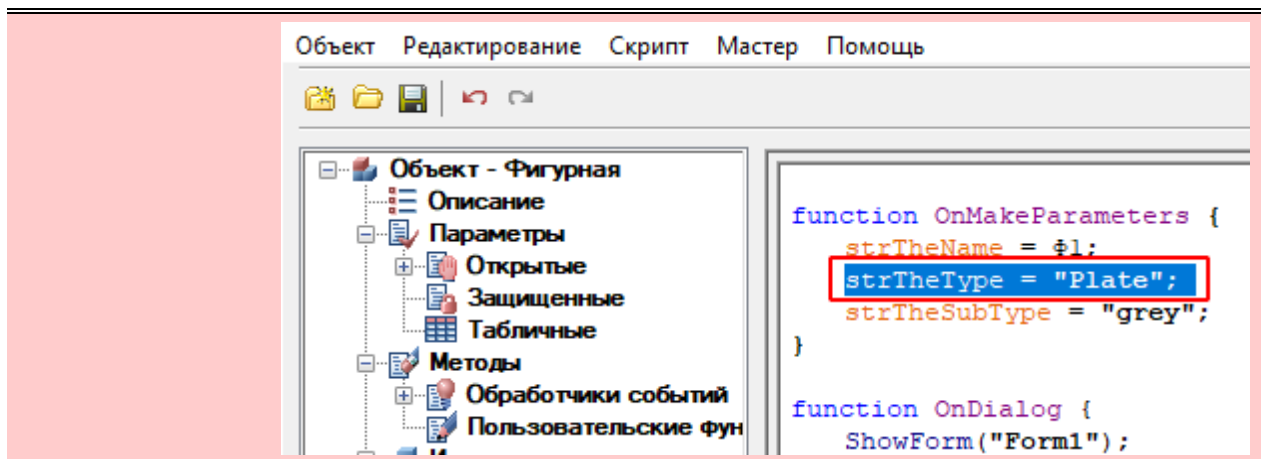 Объект Редактирование Скрипт Мастер Помощь
Объект - Фигурная
Описание
Параметры
Открытые
Защищенные
Табличные
Методы
Обработчики событий
Пользовательские фун
function OnMakeParameters {
strTheName = Ф1;
strTheType = "Plate";
strTheSubType = "grey";
}
function OnDialog {
ShowForm("Form1");